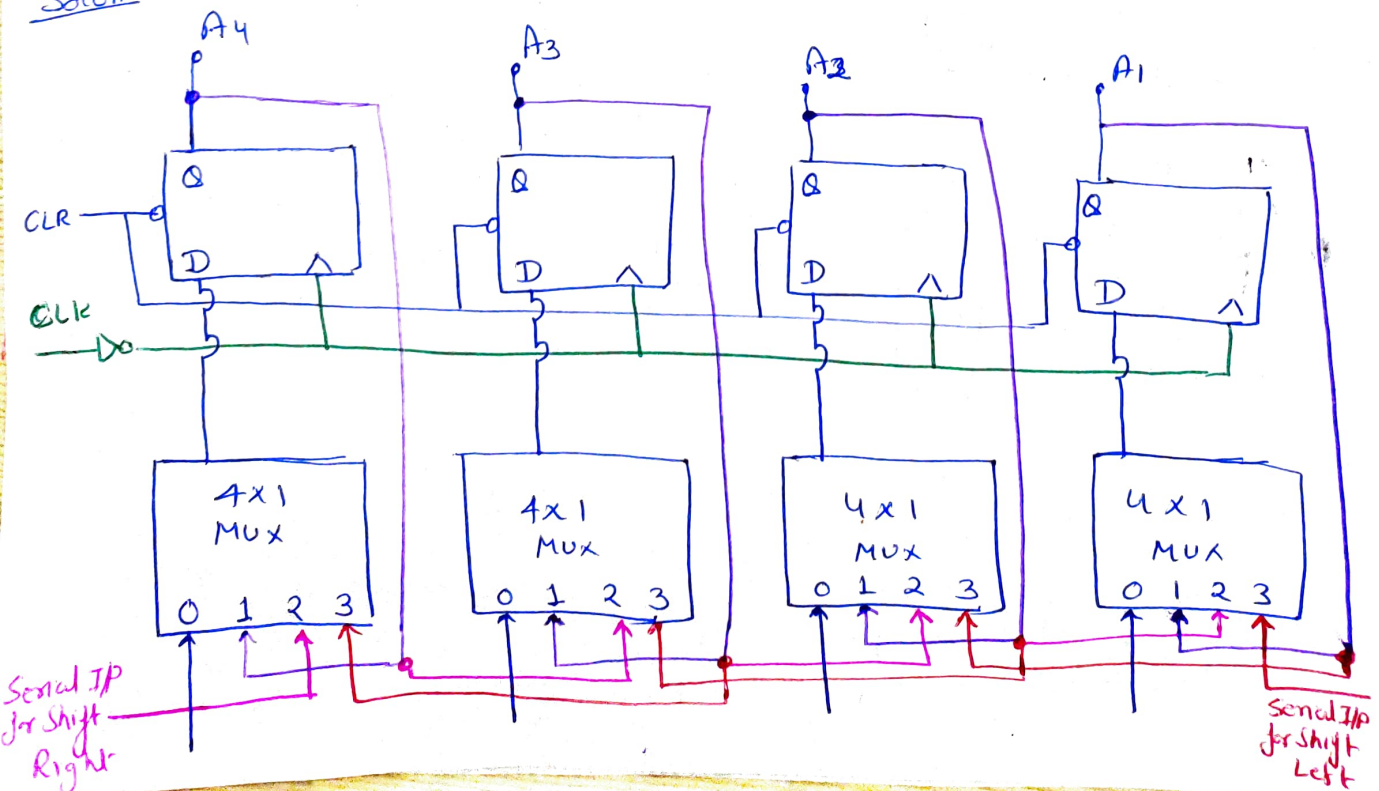 A4 A3 A2 A1
Q Q Q Q
CLR
D D D D
CLK
4x1 4x1 4x1 4x1
MUX MUX MUX MUX
0 1 2 3 0 1 2 3 0 1 2 3 0 1 2 3
Serial I/P
for Shift
Right
Serial I/P
for Shift
Left